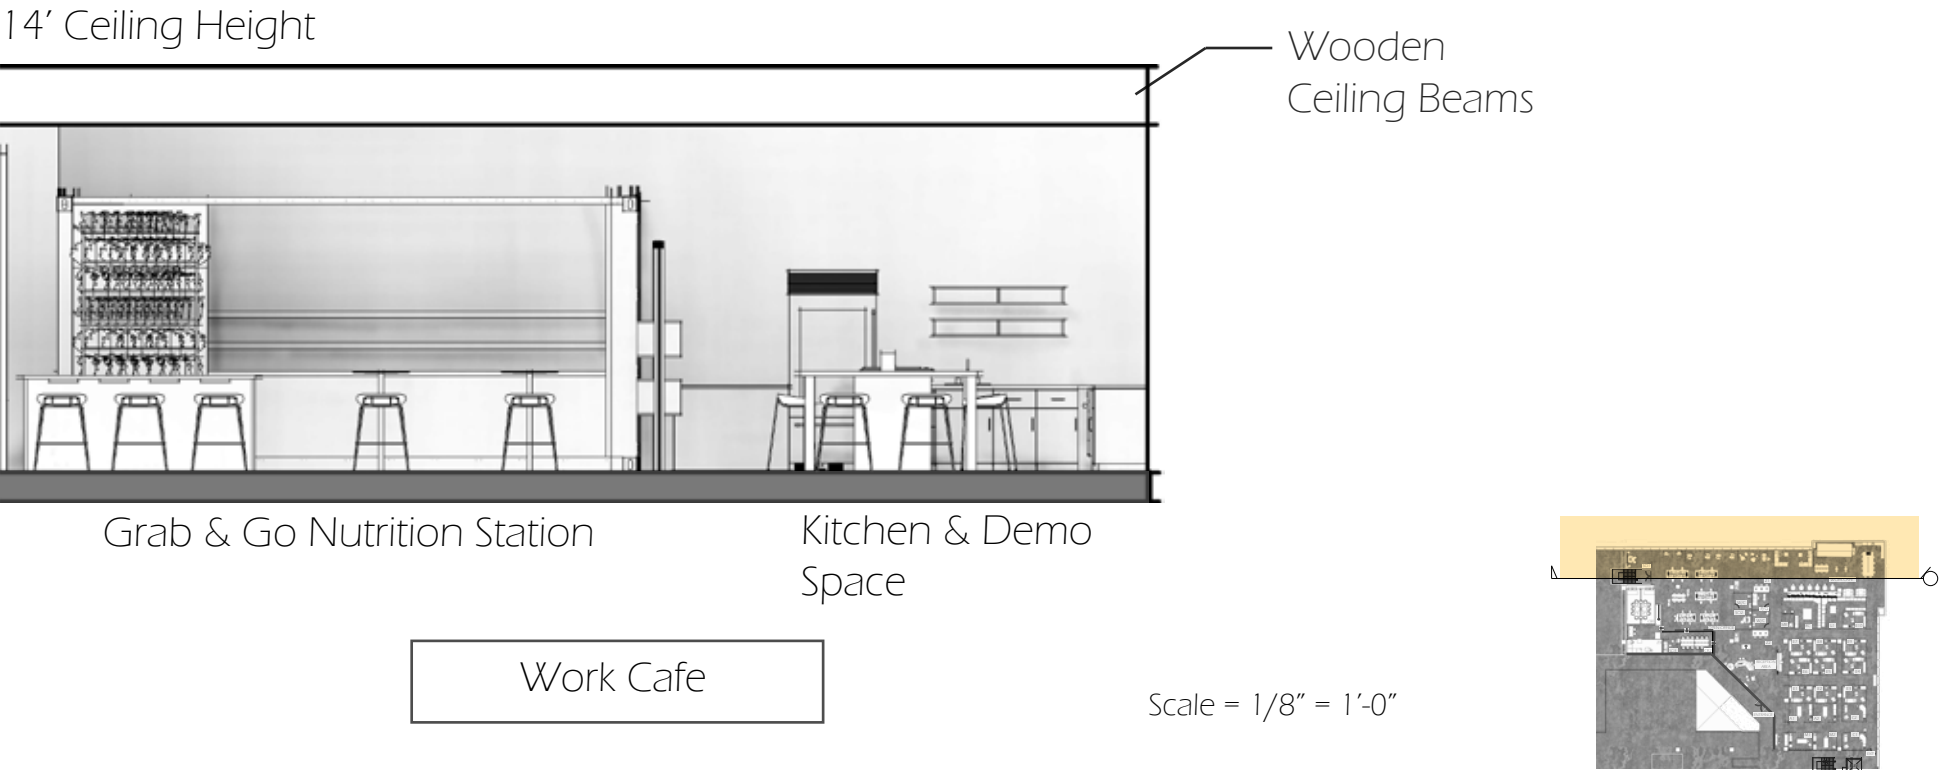 14’ Ceiling Height
Wooden
Ceiling Beams
Grab & Go Nutrition Station
Kitchen & Demo
Space
Work Cafe
Scale = 1/8” = 1’-0”